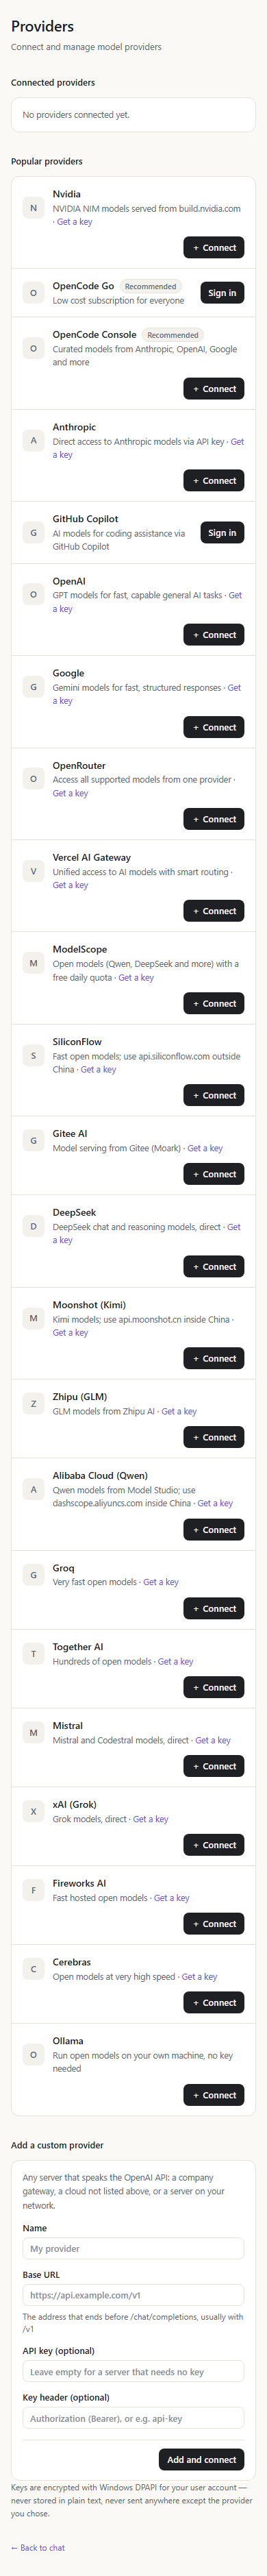 Providers
Connect and manage model providers
Connected providers
No providers connected yet.
Popular providers
N
Nvidia
NVIDIA NIM models served from build.nvidia.com
· Get a key
+ Connect
O
OpenCode Go Recommended
Low cost subscription for everyone
Sign in
O
OpenCode Console Recommended
Curated models from Anthropic, OpenAI, Google
and more
+ Connect
A
Anthropic
Direct access to Anthropic models via API key · Get
a key
+ Connect
G
GitHub Copilot
AI models for coding assistance via
GitHub Copilot
Sign in
O
OpenAI
GPT models for fast, capable general AI tasks · Get
a key
+ Connect
G
Google
Gemini models for fast, structured responses · Get
a key
+ Connect
O
OpenRouter
Access all supported models from one provider ·
Get a key
+ Connect
V
Vercel AI Gateway
Unified access to AI models with smart routing ·
Get a key
+ Connect
M
ModelScope
Open models (Qwen, DeepSeek and more) with a
free daily quota · Get a key
+ Connect
S
SiliconFlow
Fast open models; use api.siliconflow.com outside
China · Get a key
+ Connect
G
Gitee AI
Model serving from Gitee (Moark) · Get a key
+ Connect
D
DeepSeek
DeepSeek chat and reasoning models, direct · Get
a key
+ Connect
M
Moonshot (Kimi)
Kimi models; use api.moonshot.cn inside China ·
Get a key
+ Connect
Z
Zhipu (GLM)
GLM models from Zhipu AI · Get a key
+ Connect
A
Alibaba Cloud (Qwen)
Qwen models from Model Studio; use
dashscope.aliyuncs.com inside China · Get a key
+ Connect
G
Groq
Very fast open models · Get a key
+ Connect
T
Together AI
Hundreds of open models · Get a key
+ Connect
M
Mistral
Mistral and Codestral models, direct · Get a key
+ Connect
X
xAI (Grok)
Grok models, direct · Get a key
+ Connect
F
Fireworks AI
Fast hosted open models · Get a key
+ Connect
C
Cerebras
Open models at very high speed · Get a key
+ Connect
O
Ollama
Run open models on your own machine, no key
needed
+ Connect
Add a custom provider
Any server that speaks the OpenAI API: a company
gateway, a cloud not listed above, or a server on your
network.
Name
My provider
Base URL
https://api.example.com/v1
The address that ends before /chat/completions, usually with
/v1
API key (optional)
Leave empty for a server that needs no key
Key header (optional)
Authorization (Bearer), or e.g. api-key
Add and connect
Keys are encrypted with Windows DPAPI for your user account —
never stored in plain text, never sent anywhere except the provider
you chose.
← Back to chat